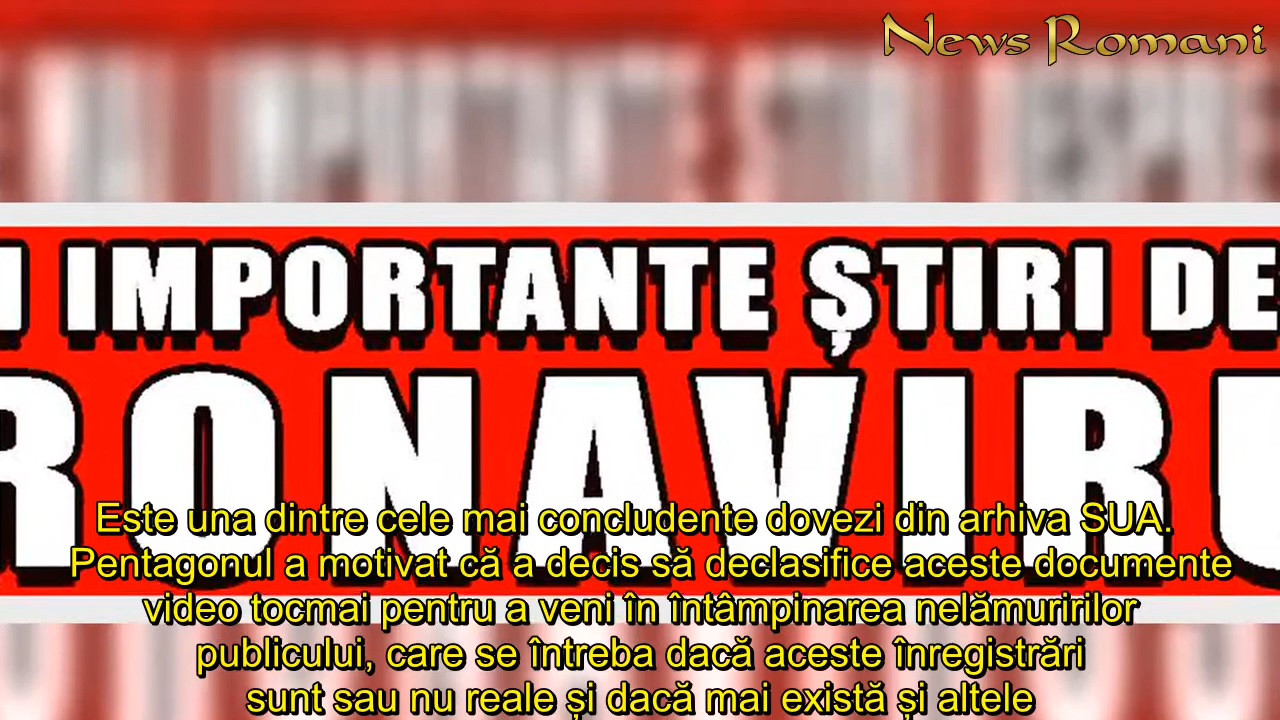 News Romani
IMPORTANTE ȘTIRI DE
RONAVIRU
Este una dintre cele mai concludente dovezi din arhiva SUA.
Pentagonul a motivat că a decis să declasifice aceste documente
video tocmai pentru a veni în întâmpinarea nelămuririlor
publicului, care se întreba dacă aceste înregistrări
sunt sau nu reale și dacă mai există și altele